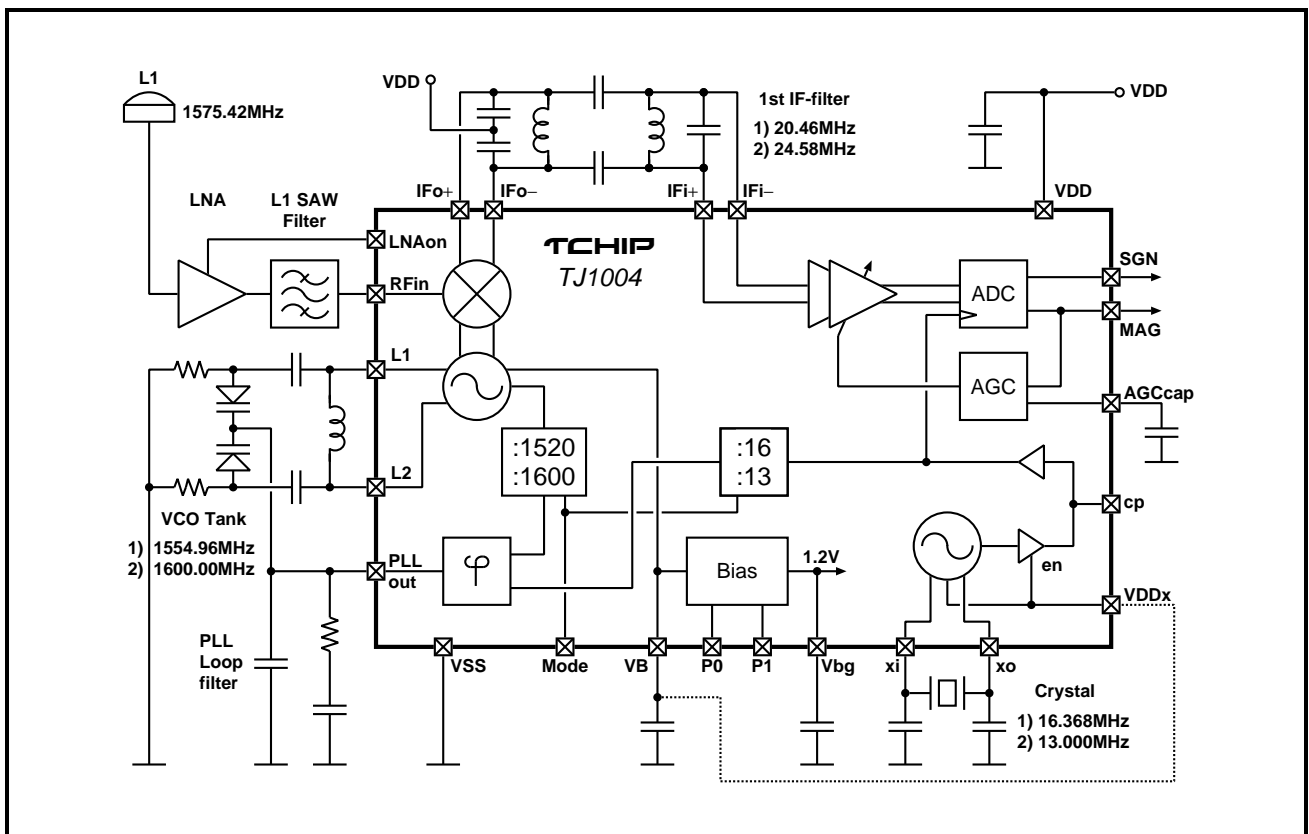 L1
1575.42MHz
VDD
1st IF-filter
1) 20.46MHz
2) 24.58MHz
VDD
LNA
L1 SAW
Filter
IFo+
IFo−
IFi+
IFi−
VDD
LNAon
TCHIP
TJ1004
RFin
ADC
SGN
MAG
L1
AGC
AGCcap
:1520
:1600
:16
:13
L2
VCO Tank
1) 1554.96MHz
2) 1600.00MHz
cp
PLL
out
φ
Bias
1.2V
en
VDDx
PLL
Loop
filter
VSS
Mode
VB
P0
P1
Vbg
xi
xo
Crystal
1) 16.368MHz
2) 13.000MHz